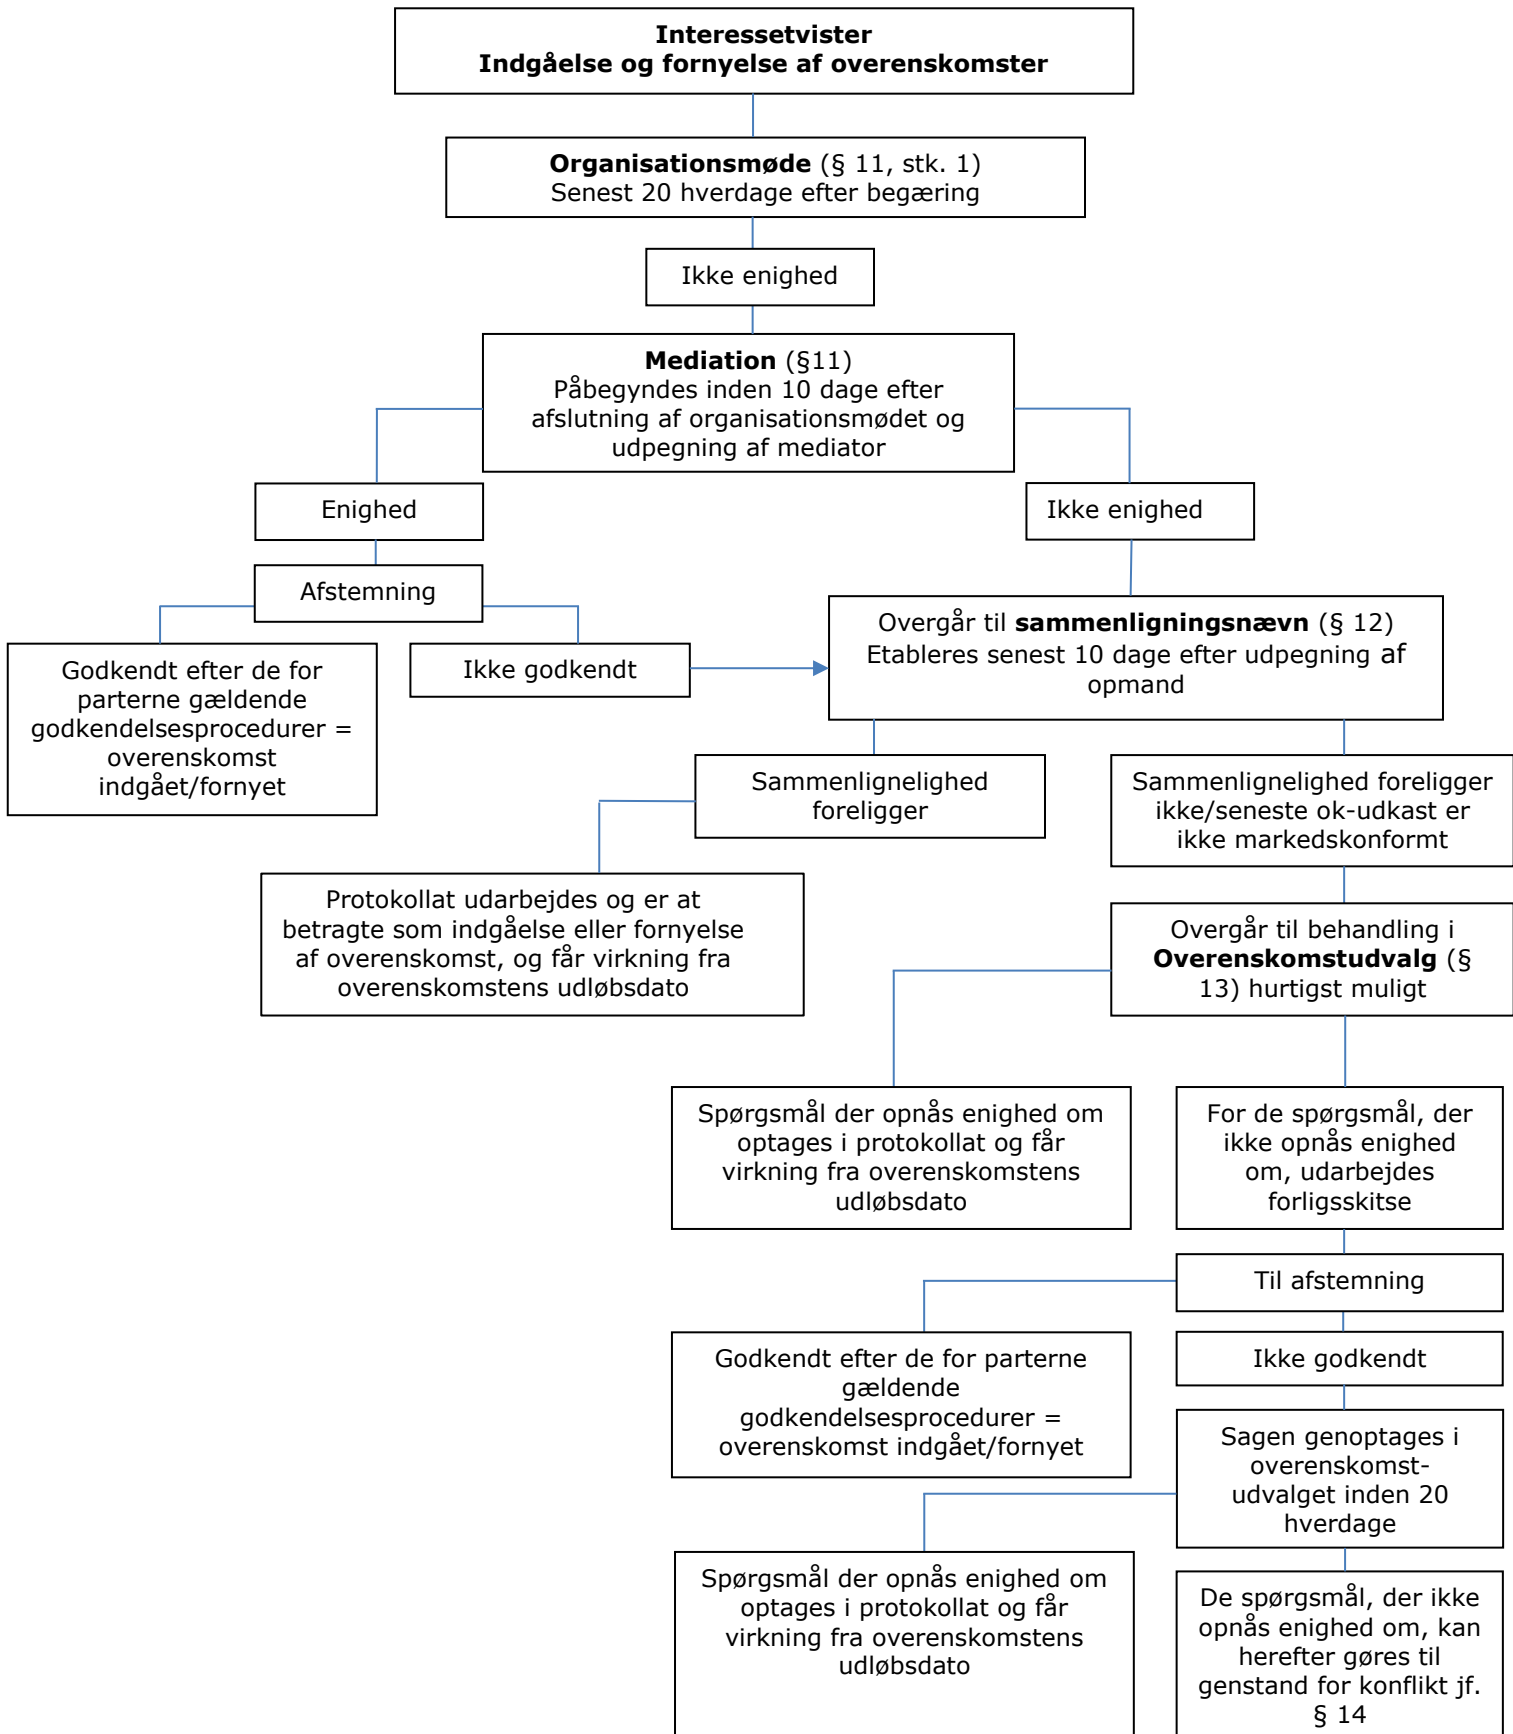 Interessetvister
Indgåelse og fornyelse af overenskomster
Organisationsmøde (§ 11, stk. 1)
Senest 20 hverdage efter begæring
Ikke enighed
Mediation (§11)
Påbegyndes inden 10 dage efter
afslutning af organisationsmødet og
udpegning af mediator
Enighed
Ikke enighed
Afstemning
Godkendt efter de for
parterne gældende
godkendelsesprocedurer =
overenskomst
indgået/fornyet
Ikke godkendt
Overgår til sammenligningsnævn (§ 12)
Etableres senest 10 dage efter udpegning af
opmand
Sammenlignelighed
foreligger
Sammenlignelighed foreligger
ikke/seneste ok-udkast er
ikke markedskonformt
Protokollat udarbejdes og er at
betragte som indgåelse eller fornyelse
af overenskomst, og får virkning fra
overenskomstens udløbsdato
Overgår til behandling i
Overenskomstudvalg (§
13) hurtigst muligt
Spørgsmål der opnås enighed om
optages i protokollat og får
virkning fra overenskomstens
udløbsdato
For de spørgsmål, der
ikke opnås enighed
om, udarbejdes
forligsskitse
Til afstemning
Godkendt efter de for parterne
gældende
godkendelsesprocedurer =
overenskomst indgået/fornyet
Ikke godkendt
Sagen genoptages i
overenskomst-
udvalget inden 20
hverdage
Spørgsmål der opnås enighed om
optages i protokollat og får
virkning fra overenskomstens
udløbsdato
De spørgsmål, der ikke
opnås enighed om, kan
herefter gøres til
genstand for konflikt jf.
§ 14